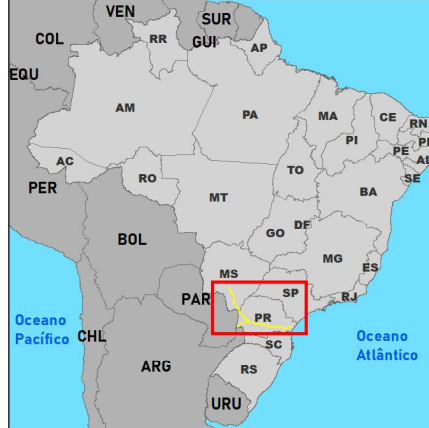 VEN
SUR
COL
RR
GUI
AP
EQU
AM
PA
MA
CE
RN
PI
PE
AL
AC
SE
TO
RO
PER
MT
BA
BOL
GO
DF
MG
ES
MS
SP
RJ
PAR
PR
Oceano
Pacífico
CHL
SC
Oceano
Atlântico
ARG
RS
URU